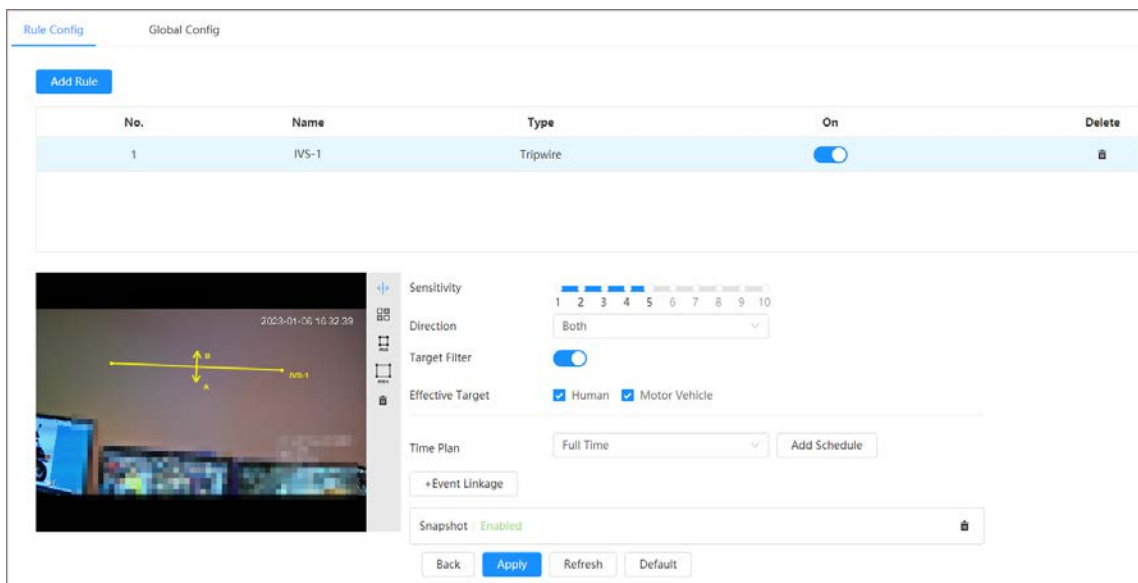 Rule Config Global Config
Add Rule
No. Name Type On Delete
1 IVS-1 Tripwire
2023-01-06 16:32:39
B
IVS-1
A
Sensitivity
1 2 3 4 5 6 7 8 9 10
Direction Both
Target Filter
Effective Target Human Motor Vehicle
Time Plan Full Time Add Schedule
+Event Linkage
Snapshot Enabled
Back Apply Refresh Default